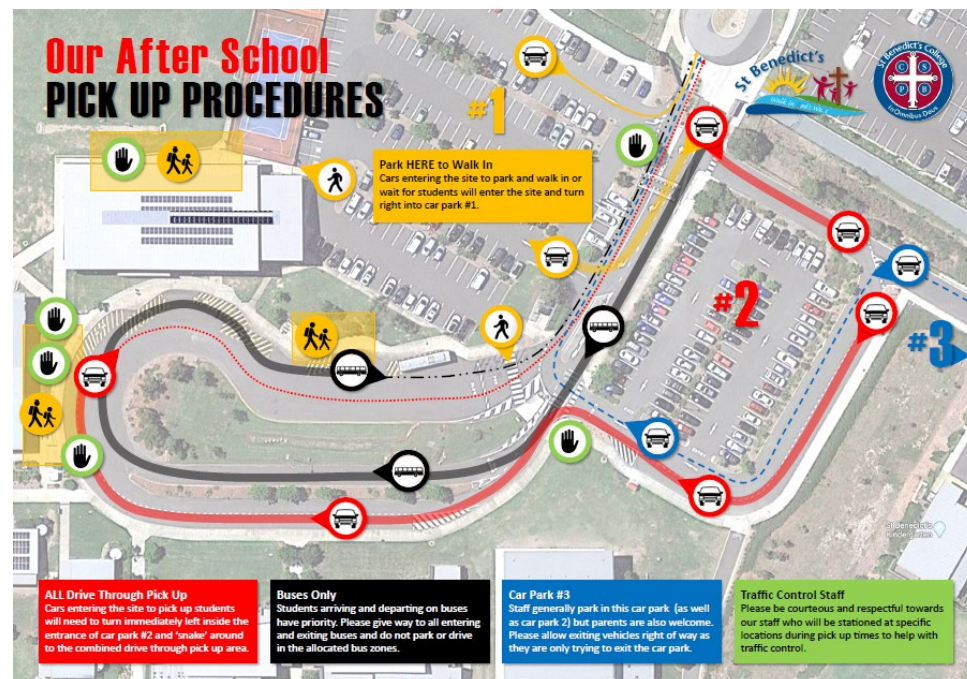 Our After School
PICK UP PROCEDURES
#1
St Benedict's
St Benedict's College
C S P B
In Omnibus Deus
Park HERE to Walk In
Cars entering the site to park and walk in or
wait for students will enter the site and turn
right into car park #1.
#2
#3
St Benedict's
Kindergarten
ALL Drive Through Pick Up
Cars entering the site to pick up students
will need to turn immediately left inside the
entrance of car park #2 and ‘snake’ around
to the combined drive through pick up area.
Buses Only
Students arriving and departing on buses
have priority. Please give way to all entering
and exiting buses and do not park or drive
in the allocated bus zones.
Car Park #3
Staff generally park in this car park (as well
as car park 2) but parents are also welcome.
Please allow exiting vehicles right of way as
they are only trying to exit the car park.
Traffic Control Staff
Please be courteous and respectful towards
our staff who will be stationed at specific
locations during pick up times to help with
traffic control.